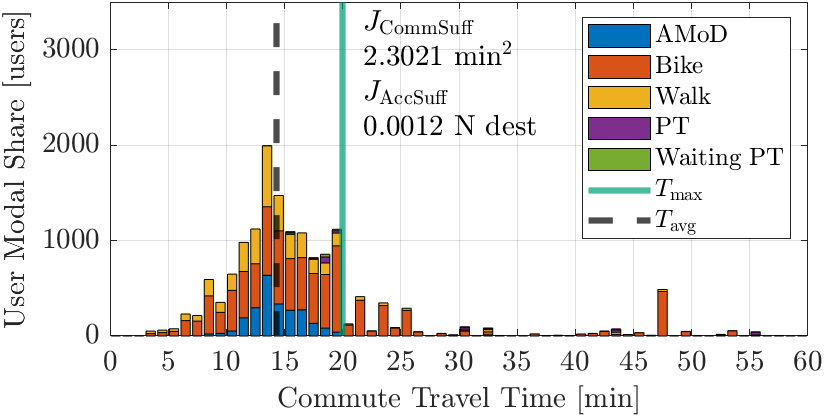 3000
2000
1000
0
User Modal Share [users]
J_CommSuff
2.3021 min²
J_AccSuff
0.0012 N dest
AMoD
Bike
Walk
PT
Waiting PT
T_max
T_avg
0 5 10 15 20 25 30 35 40 45 50 55 60
Commute Travel Time [min]